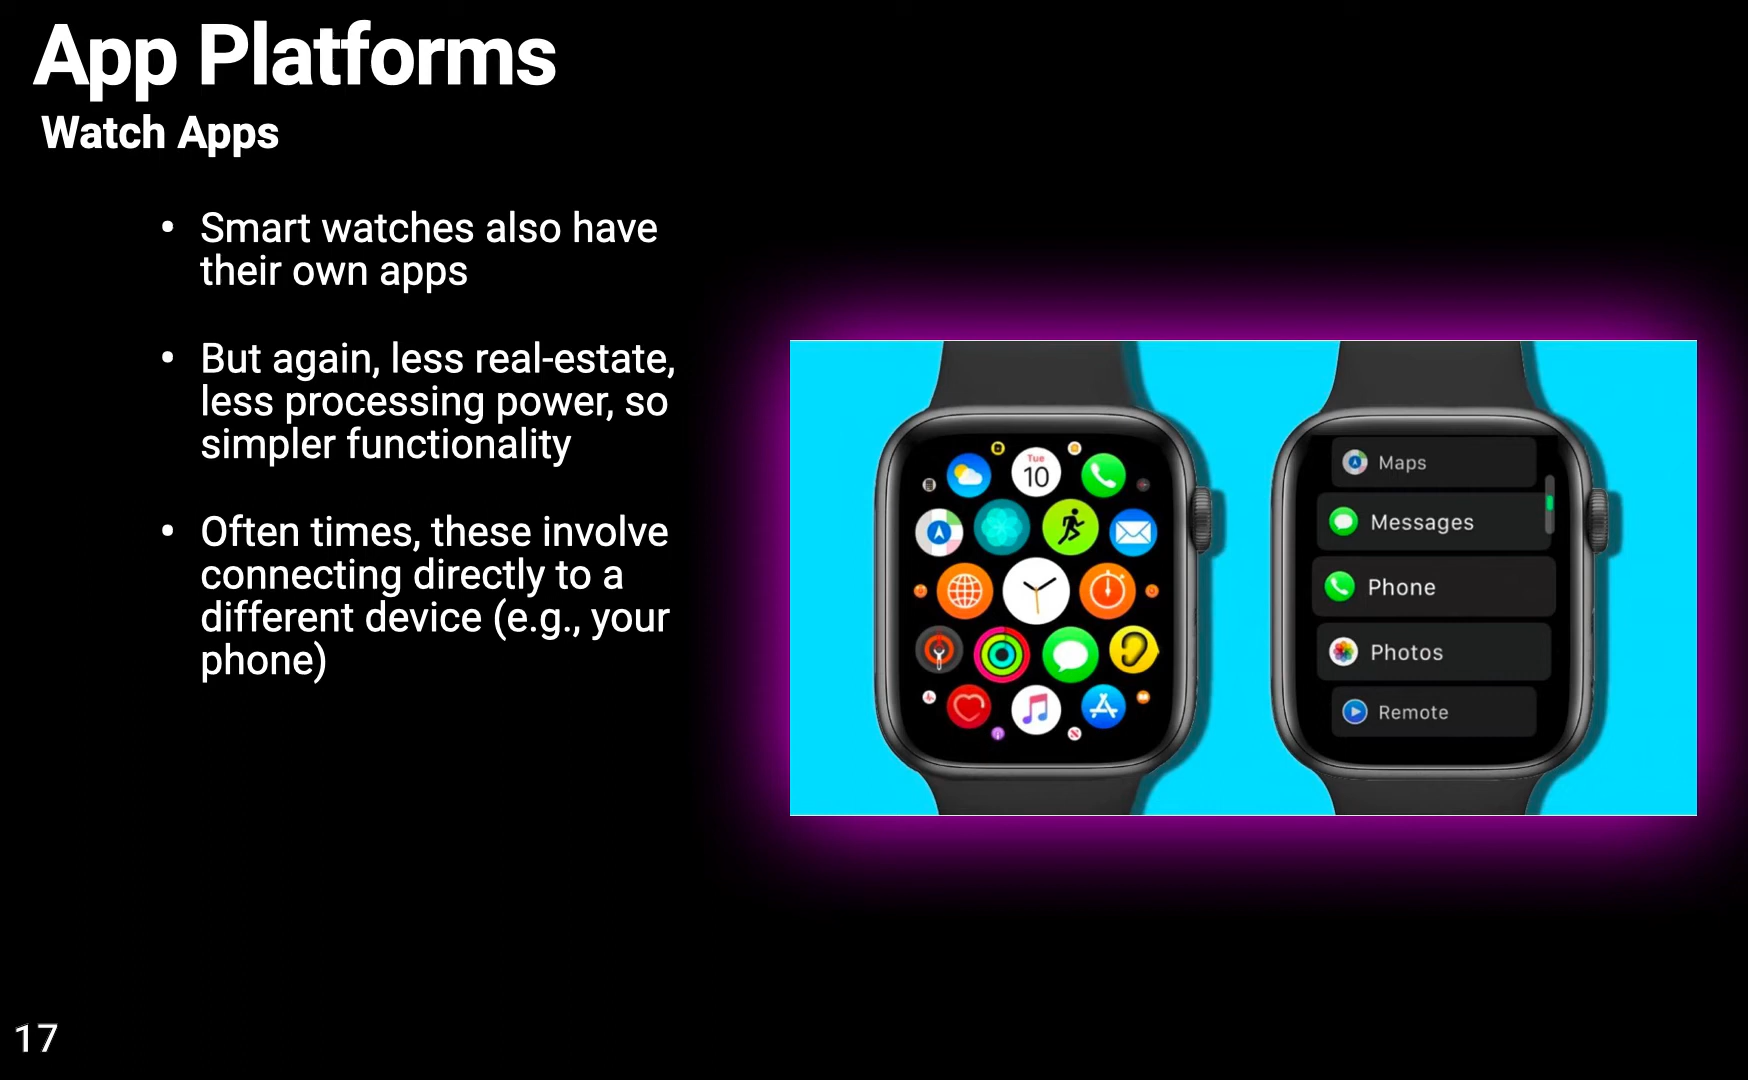 App Platforms
Watch Apps
• Smart watches also have
their own apps
• But again, less real-estate,
less processing power, so
simpler functionality
• Often times, these involve
connecting directly to a
different device (e.g., your
phone)
Tue
10
Maps
Messages
Phone
Photos
Remote
17